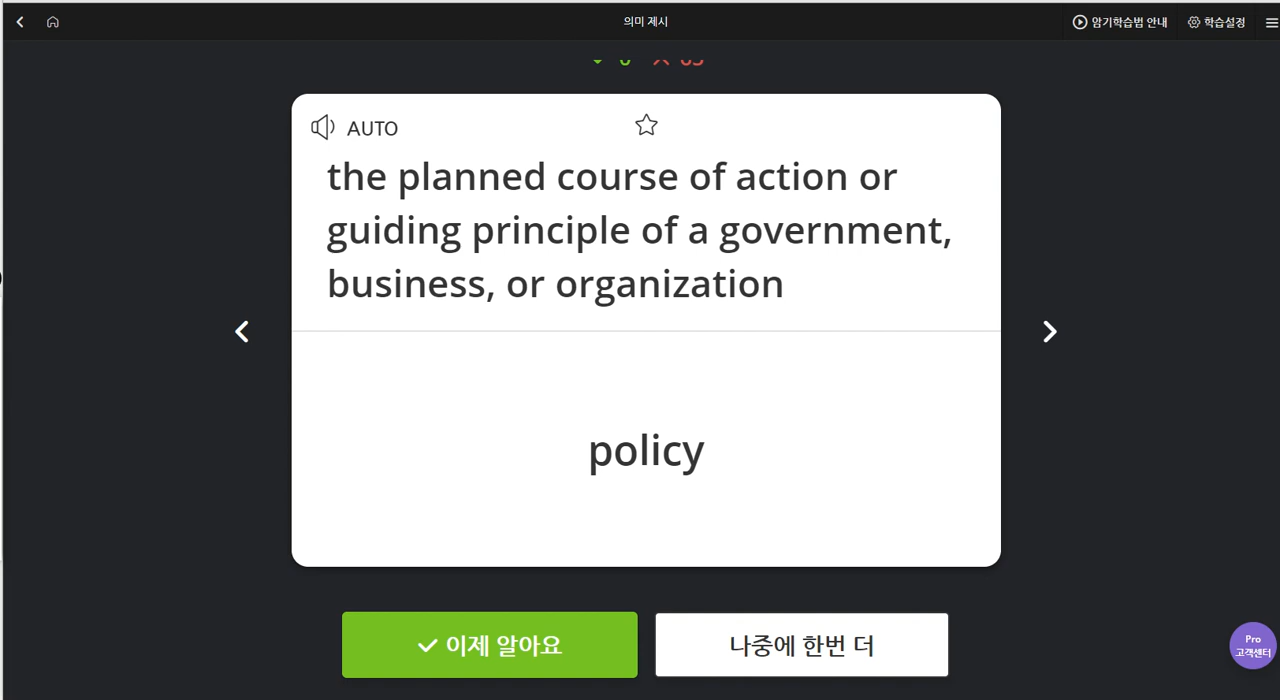 의미 제시
암기학습법 안내
학습설정
AUTO
the planned course of action or
guiding principle of a government,
business, or organization
policy
이제 알아요
나중에 한번 더
Pro
고객센터